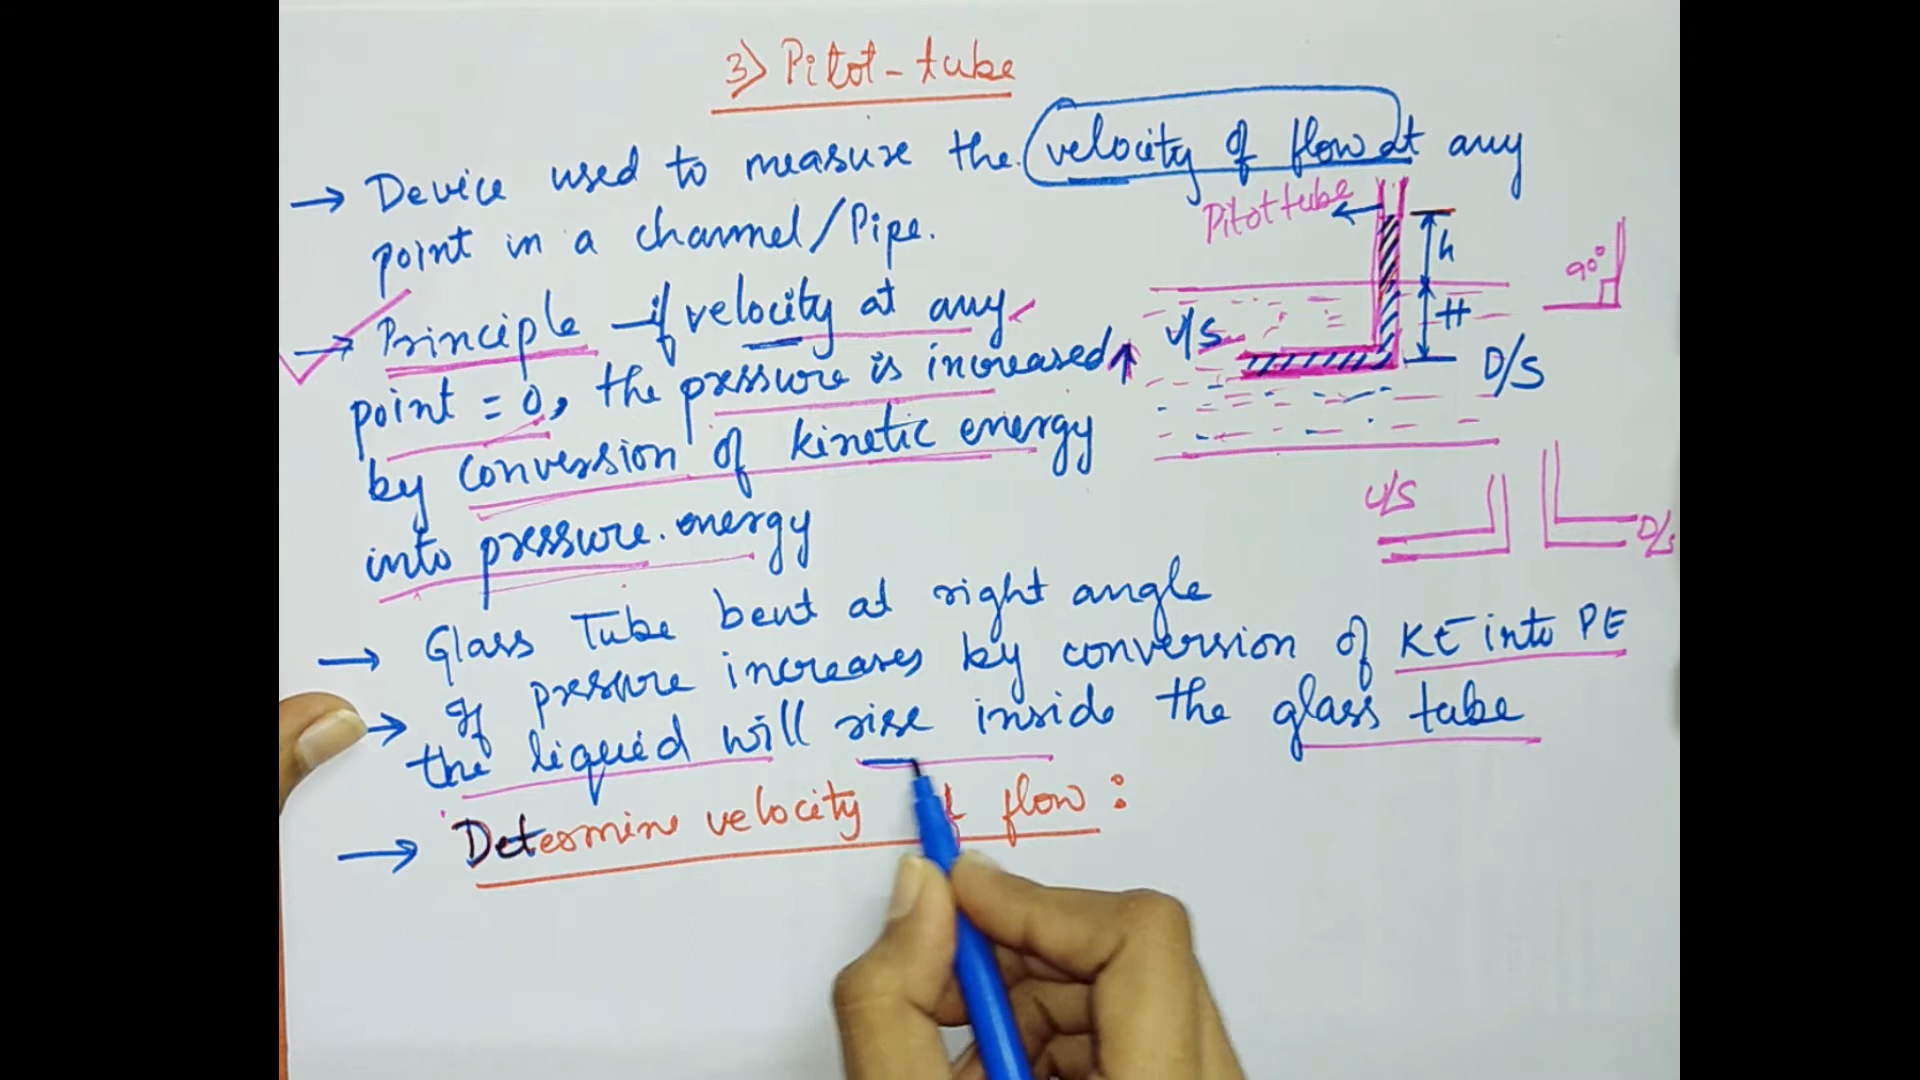 3) Pitot-tube
→ Device used to measure the velocity of flow at any
point in a channel/Pipe.
Pitot tube
h
90°
→ Principle - if velocity at any
U/S
H
point = 0, the pressure is increased ↑
D/S
by conversion of kinetic energy
U/S
into pressure energy
D/S
→ Glass Tube bent at right angle
→ If pressure increases by conversion of KE into PE
the liquid will rise inside the glass tube
→ Determine velocity of flow :